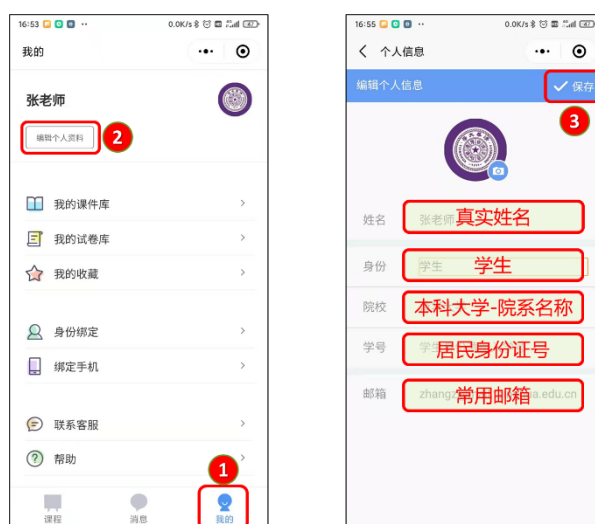 16:53 0.0K/s
我的
张老师
编辑个人资料 2
我的课件库
我的试卷库
我的收藏
身份绑定
绑定手机
联系客服
帮助
1
课程 消息 我的
16:55 0.0K/s
个人信息
编辑个人信息 保存
3
姓名 张老师 真实姓名
身份 学生 学生
院校 本科大学-院系名称
学号 居民身份证号
邮箱 常用邮箱 a.edu.cn